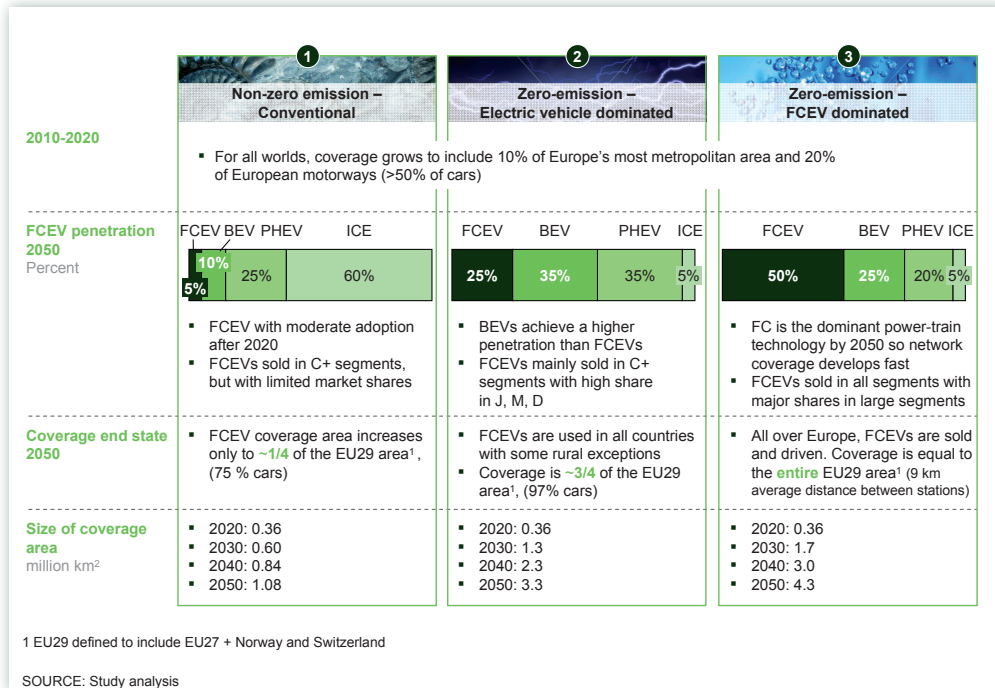 1
2
3
Non-zero emission –
Conventional
Zero-emission –
Electric vehicle dominated
Zero-emission –
FCEV dominated
2010-2020
▪ For all worlds, coverage grows to include 10% of Europe's most metropolitan area and 20%
of European motorways (>50% of cars)
FCEV penetration
2050
Percent
FCEV BEV PHEV ICE
5%
10%
25%
60%
FCEV BEV PHEV ICE
25%
35%
35%
5%
FCEV BEV PHEV ICE
50%
25%
20%
5%
▪ FCEV with moderate adoption
after 2020
▪ FCEVs sold in C+ segments,
but with limited market shares
▪ BEVs achieve a higher
penetration than FCEVs
▪ FCEVs mainly sold in C+
segments with high share
in J, M, D
▪ FC is the dominant power-train
technology by 2050 so network
coverage develops fast
▪ FCEVs sold in all segments with
major shares in large segments
Coverage end state
2050
▪ FCEV coverage area increases
only to ~1/4 of the EU29 area¹,
(75 % cars)
▪ FCEVs are used in all countries
with some rural exceptions
▪ Coverage is ~3/4 of the EU29
area¹, (97% cars)
▪ All over Europe, FCEVs are sold
and driven. Coverage is equal to
the entire EU29 area¹ (9 km
average distance between stations)
Size of coverage
area
million km²
▪ 2020: 0.36
▪ 2030: 0.60
▪ 2040: 0.84
▪ 2050: 1.08
▪ 2020: 0.36
▪ 2030: 1.3
▪ 2040: 2.3
▪ 2050: 3.3
▪ 2020: 0.36
▪ 2030: 1.7
▪ 2040: 3.0
▪ 2050: 4.3
1 EU29 defined to include EU27 + Norway and Switzerland
SOURCE: Study analysis